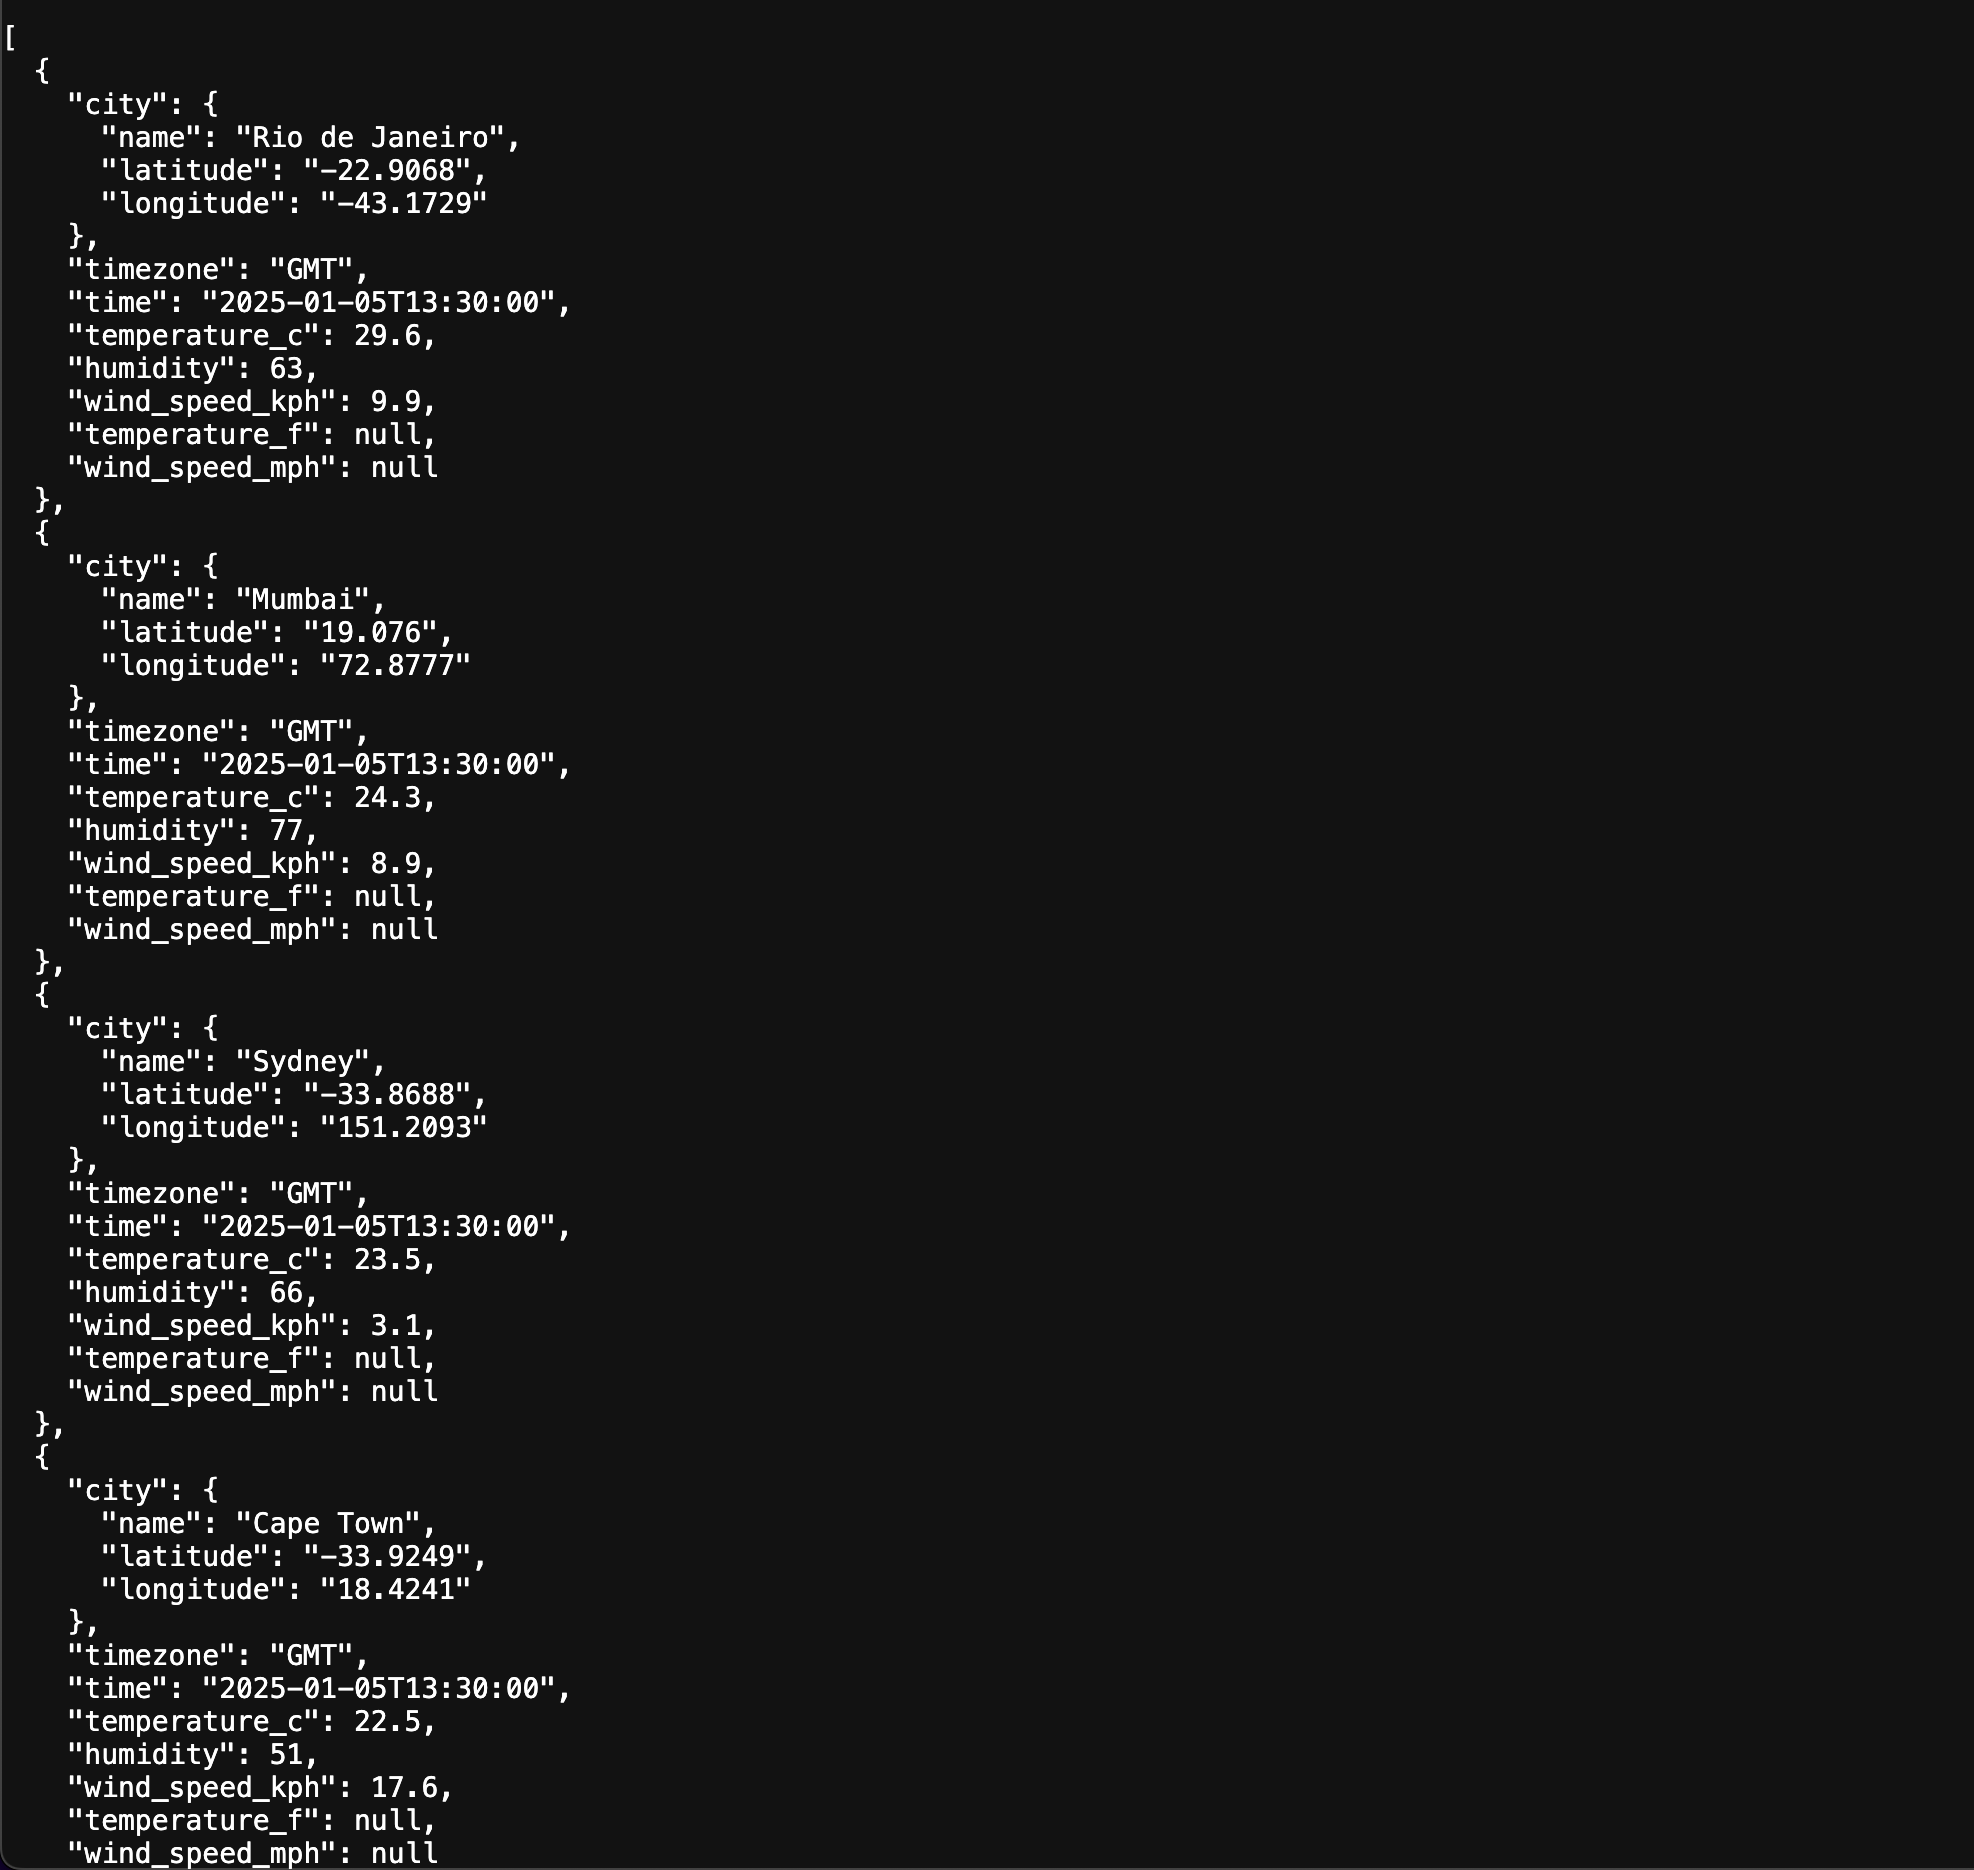 [
  {
    "city": {
      "name": "Rio de Janeiro",
      "latitude": "-22.9068",
      "longitude": "-43.1729"
    },
    "timezone": "GMT",
    "time": "2025-01-05T13:30:00",
    "temperature_c": 29.6,
    "humidity": 63,
    "wind_speed_kph": 9.9,
    "temperature_f": null,
    "wind_speed_mph": null
  },
  {
    "city": {
      "name": "Mumbai",
      "latitude": "19.076",
      "longitude": "72.8777"
    },
    "timezone": "GMT",
    "time": "2025-01-05T13:30:00",
    "temperature_c": 24.3,
    "humidity": 77,
    "wind_speed_kph": 8.9,
    "temperature_f": null,
    "wind_speed_mph": null
  },
  {
    "city": {
      "name": "Sydney",
      "latitude": "-33.8688",
      "longitude": "151.2093"
    },
    "timezone": "GMT",
    "time": "2025-01-05T13:30:00",
    "temperature_c": 23.5,
    "humidity": 66,
    "wind_speed_kph": 3.1,
    "temperature_f": null,
    "wind_speed_mph": null
  },
  {
    "city": {
      "name": "Cape Town",
      "latitude": "-33.9249",
      "longitude": "18.4241"
    },
    "timezone": "GMT",
    "time": "2025-01-05T13:30:00",
    "temperature_c": 22.5,
    "humidity": 51,
    "wind_speed_kph": 17.6,
    "temperature_f": null,
    "wind_speed_mph": null